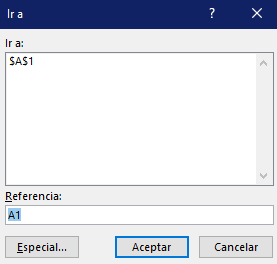 Ir a
?
Ir a:
$A$1
Referencia:
A1
Especial... Aceptar Cancelar